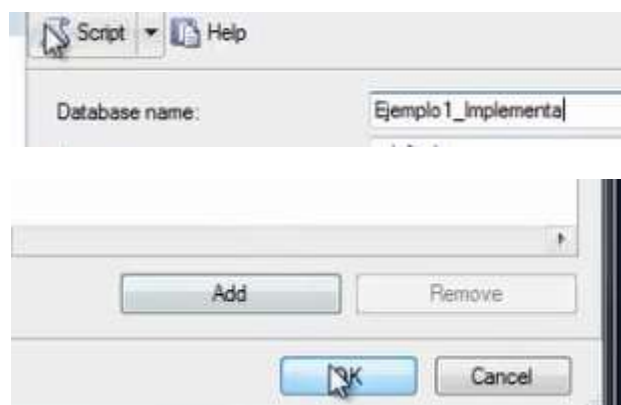 Script Help
Database name: Ejemplo1_Implementa
Add Remove
OK Cancel